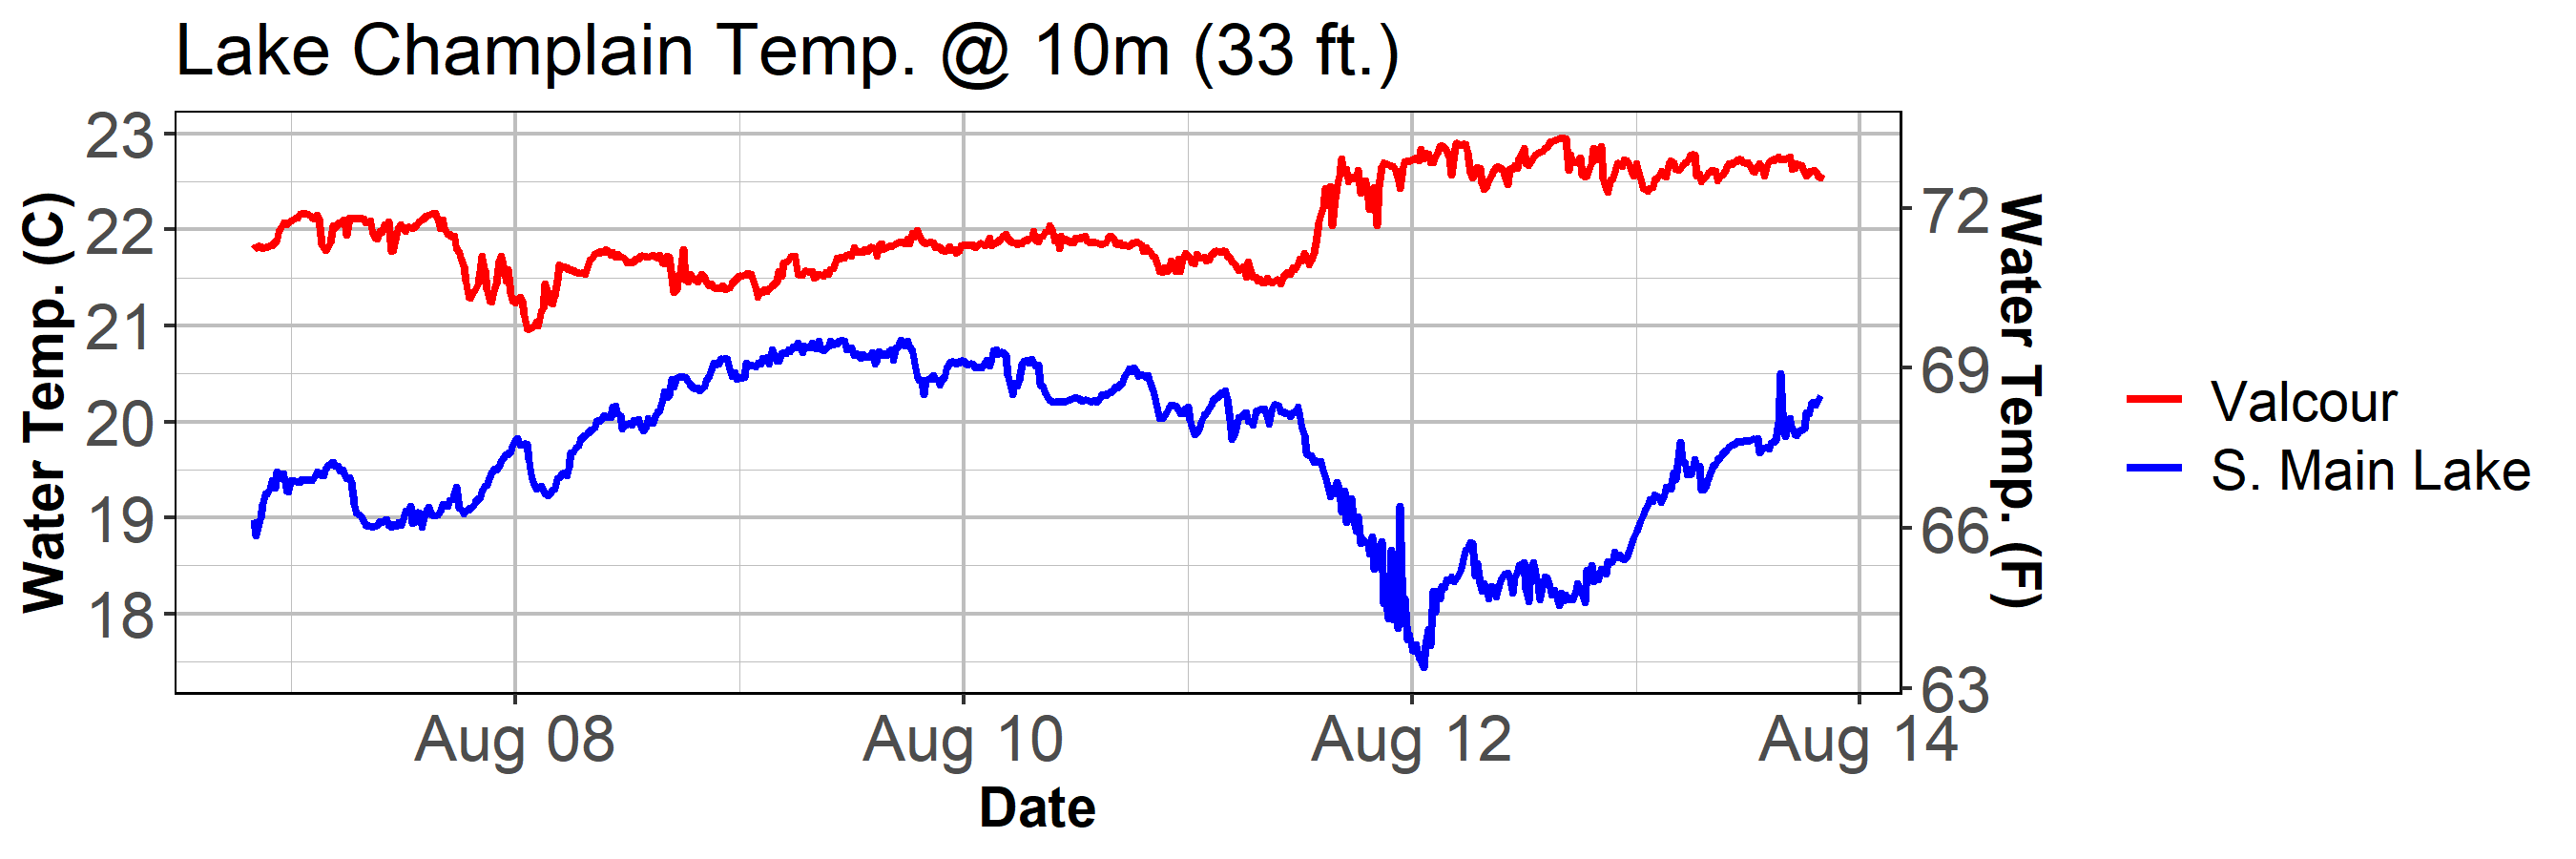 Lake Champlain Temp. @ 10m (33 ft.)
Water Temp. (C)
23
22
21
20
19
18
72
69
66
63
Water Temp. (F)
Aug 08
Aug 10
Aug 12
Aug 14
Date
Valcour
S. Main Lake